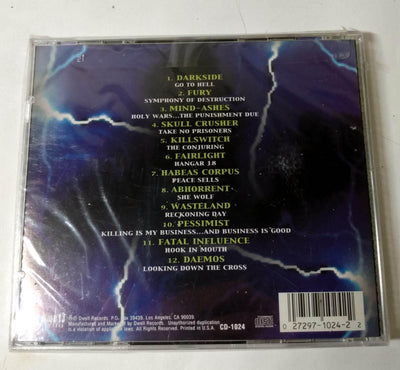 1. DARKSIDE
GO TO HELL
2. FURY
SYMPHONY OF DESTRUCTION
3. MIND-ASHES
HOLY WARS...THE PUNISHMENT DUE
4. SKULL CRUSHER
TAKE NO PRISONERS
5. KILLSWITCH
THE CONJURING
6. FAIRLIGHT
HANGAR 18
7. HABEAS CORPUS
PEACE SELLS
8. ABHORRENT
SHE WOLF
9. WASTELAND
RECKONING DAY
10. PESSIMIST
KILLING IS MY BUSINESS...AND BUSINESS IS GOOD
11. FATAL INFLUENCE
HOOK IN MOUTH
12. DAEMOS
LOOKING DOWN THE CROSS
Dwell Records P.O. Box 39439, Los Angeles, CA 90039
Manufactured and Marketed by Dwell Records. Unauthorized duplication
is a violation of applicable laws. All Rights Reserved. Printed in U.S.A. CD-1024
0 27297-1024-2 2